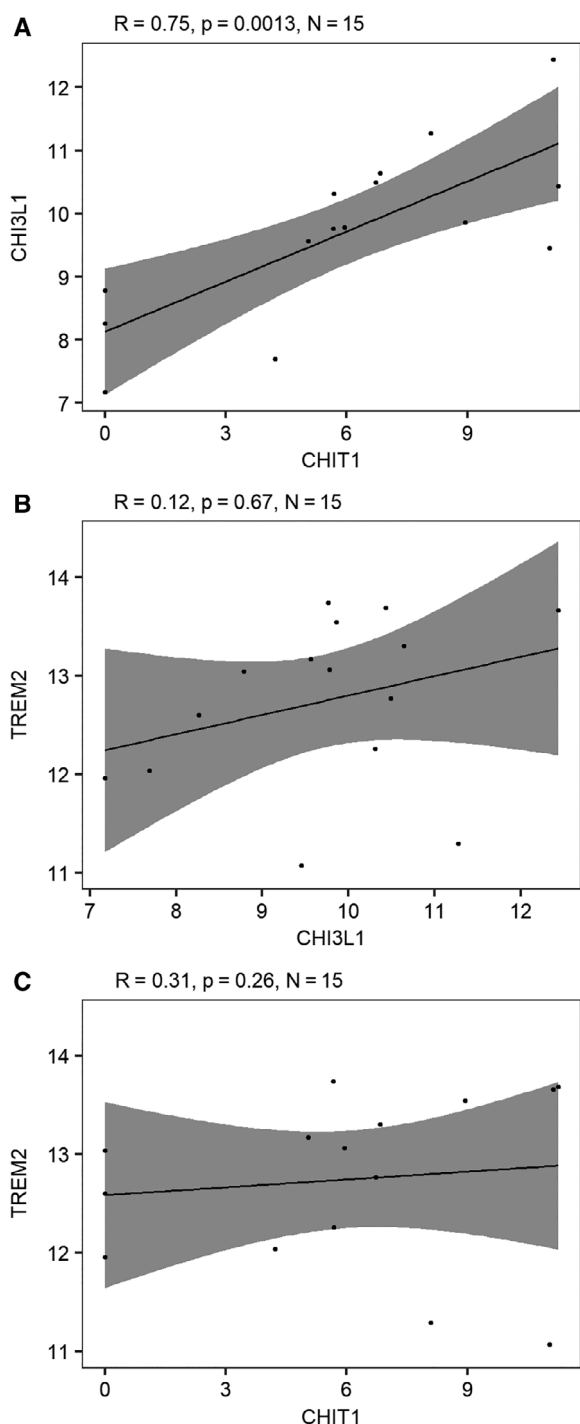 A
R = 0.75, p = 0.0013, N = 15
12
11
10
9
8
7
CHI3L1
0 3 6 9
CHIT1
B
R = 0.12, p = 0.67, N = 15
14
13
12
11
TREM2
7 8 9 10 11 12
CHI3L1
C
R = 0.31, p = 0.26, N = 15
14
13
12
11
TREM2
0 3 6 9
CHIT1